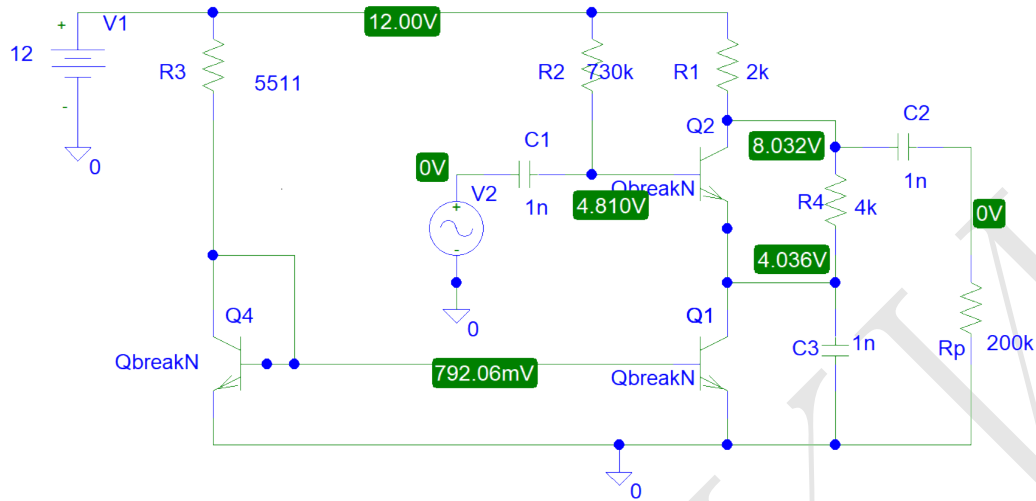 +
V1
12
-
0
R3
5511
12.00V
R2
730k
R1
2k
Q2
C2
C1
0V
V2
1n
+
-
0
QbreakN
4.810V
8.032V
1n
R4
4k
0V
4.036V
Q4
QbreakN
792.06mV
Q1
QbreakN
C3
1n
Rp
200k
0